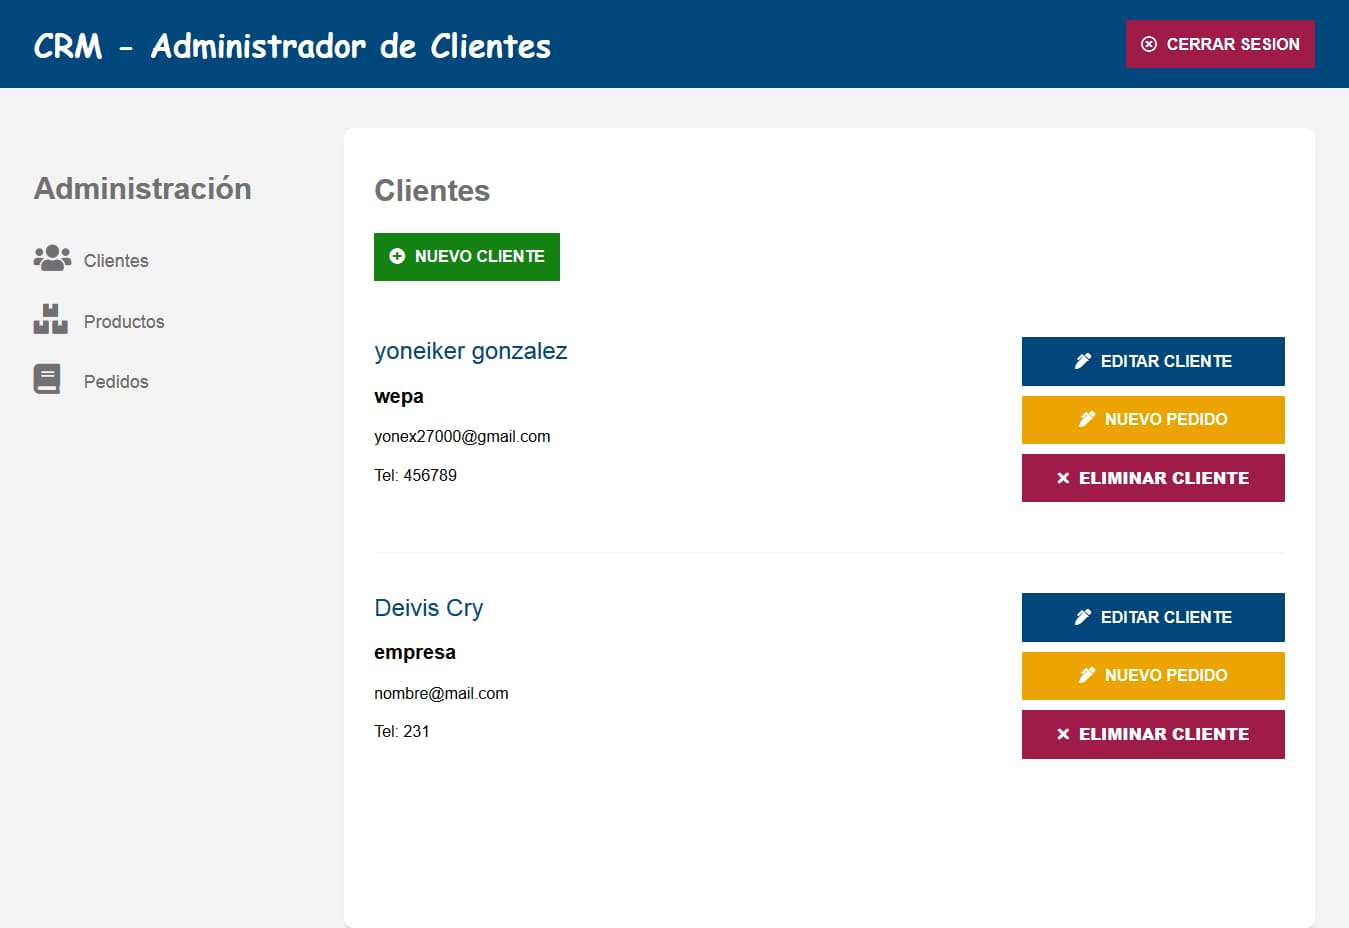 CRM - Administrador de Clientes
CERRAR SESION
Administración
Clientes
Productos
Pedidos
Clientes
NUEVO CLIENTE
yoneiker gonzalez
wepa
yonex27000@gmail.com
Tel: 456789
EDITAR CLIENTE
NUEVO PEDIDO
ELIMINAR CLIENTE
Deivis Cry
empresa
nombre@mail.com
Tel: 231
EDITAR CLIENTE
NUEVO PEDIDO
ELIMINAR CLIENTE